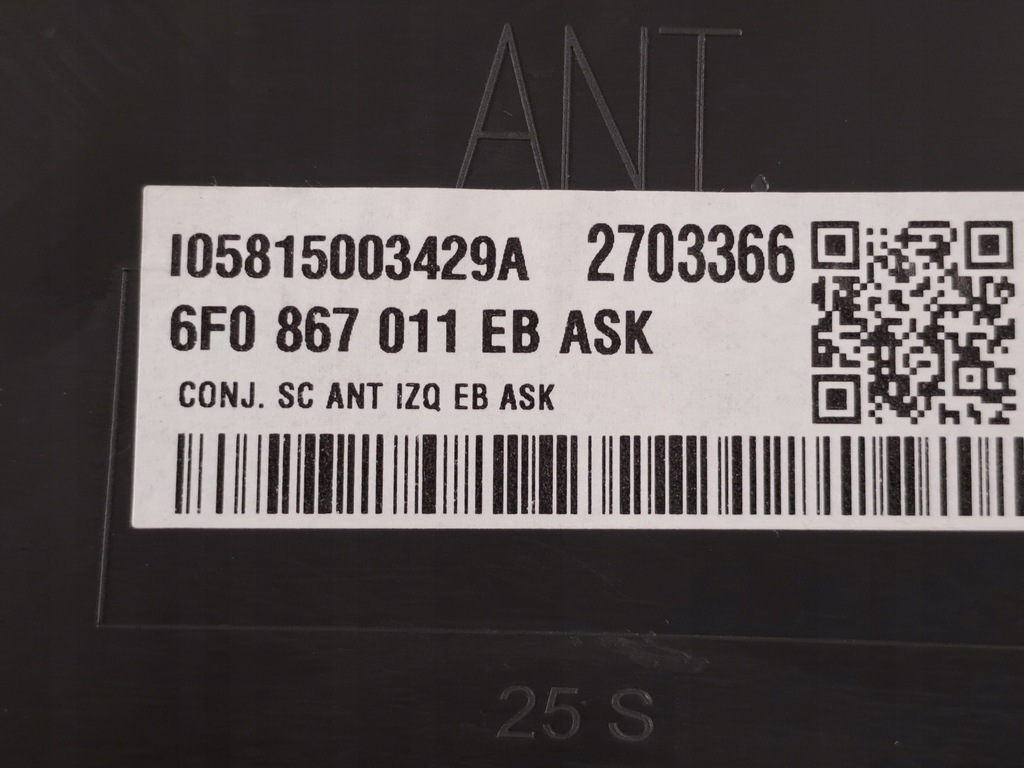 ANT.
I05815003429A 2703366
6F0 867 011 EB ASK
CONJ. SC ANT IZQ EB ASK
25 S